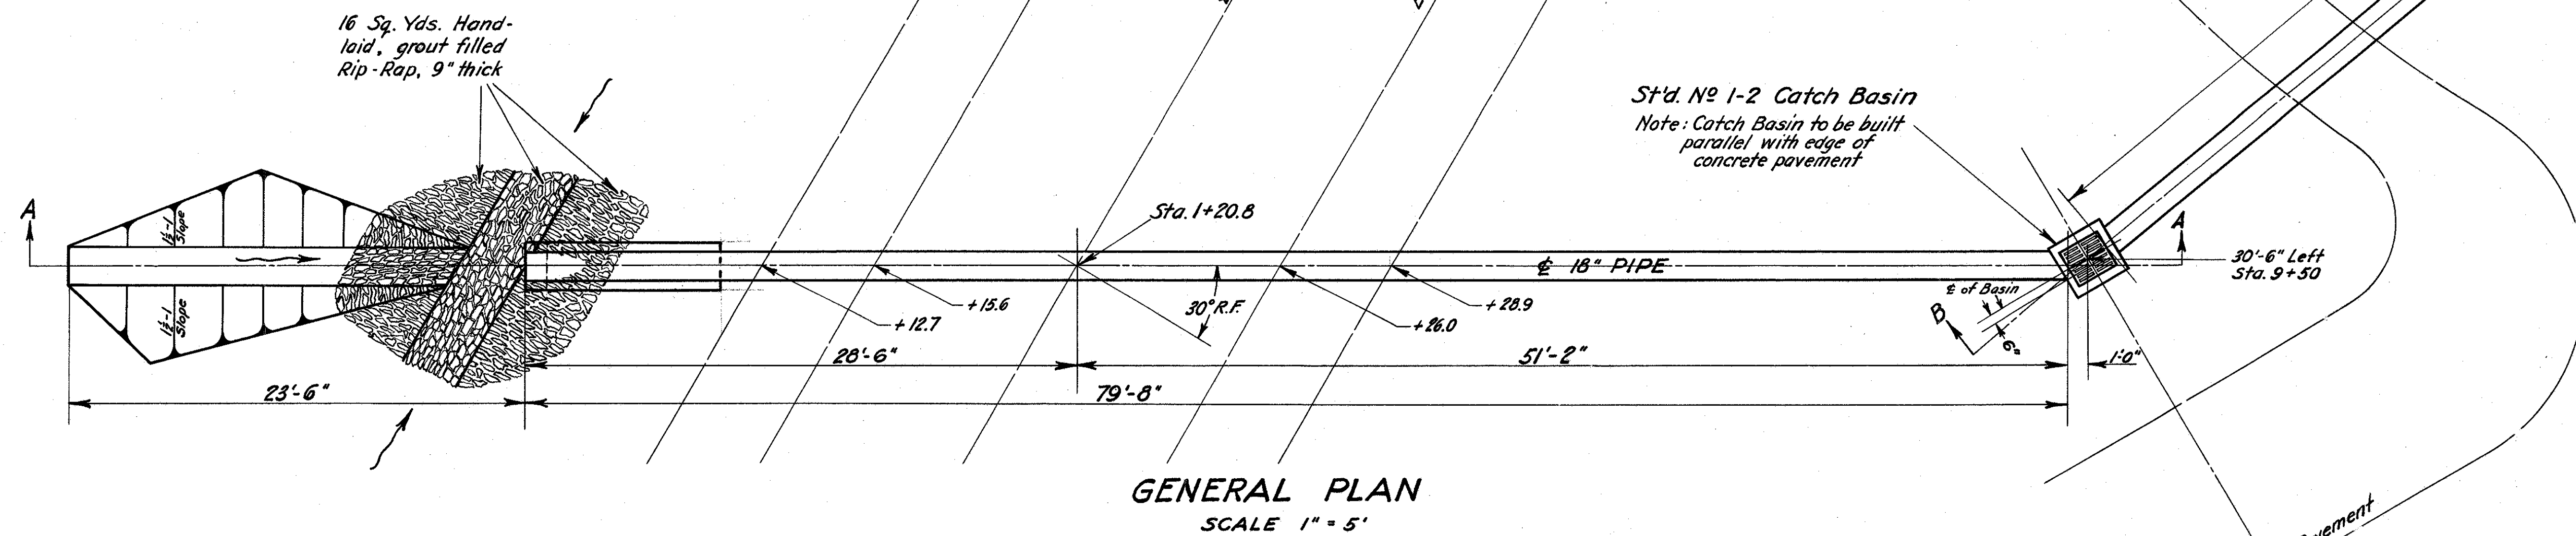 16 Sq. Yds. Hand-
laid, grout filled
Rip-Rap, 9" thick
St'd. Nº 1-2 Catch Basin
Note: Catch Basin to be built
parallel with edge of
concrete pavement
A
1½-1
Slope
1½-1
Slope
Sta. 1+20.8
℄ 18" PIPE
A
30'-6" Left
Sta. 9+50
+12.7
+15.6
30° R.F.
+26.0
+28.9
℄ of Basin
B
6"
1'-0"
28'-6"
51'-2"
23'-6"
79'-8"
GENERAL PLAN
SCALE 1" = 5'